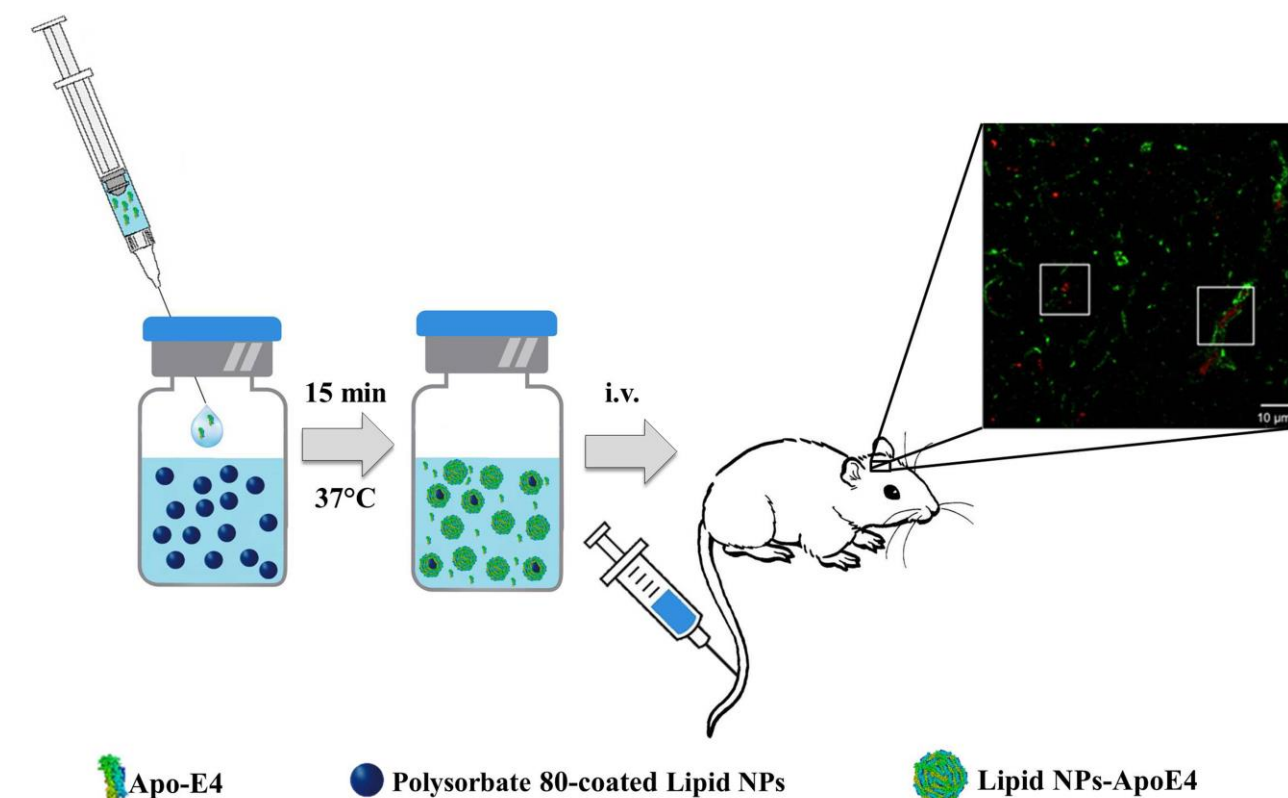 15 min
37°C
i.v.
10 μm
Apo-E4
Polysorbate 80-coated Lipid NPs
Lipid NPs-ApoE4